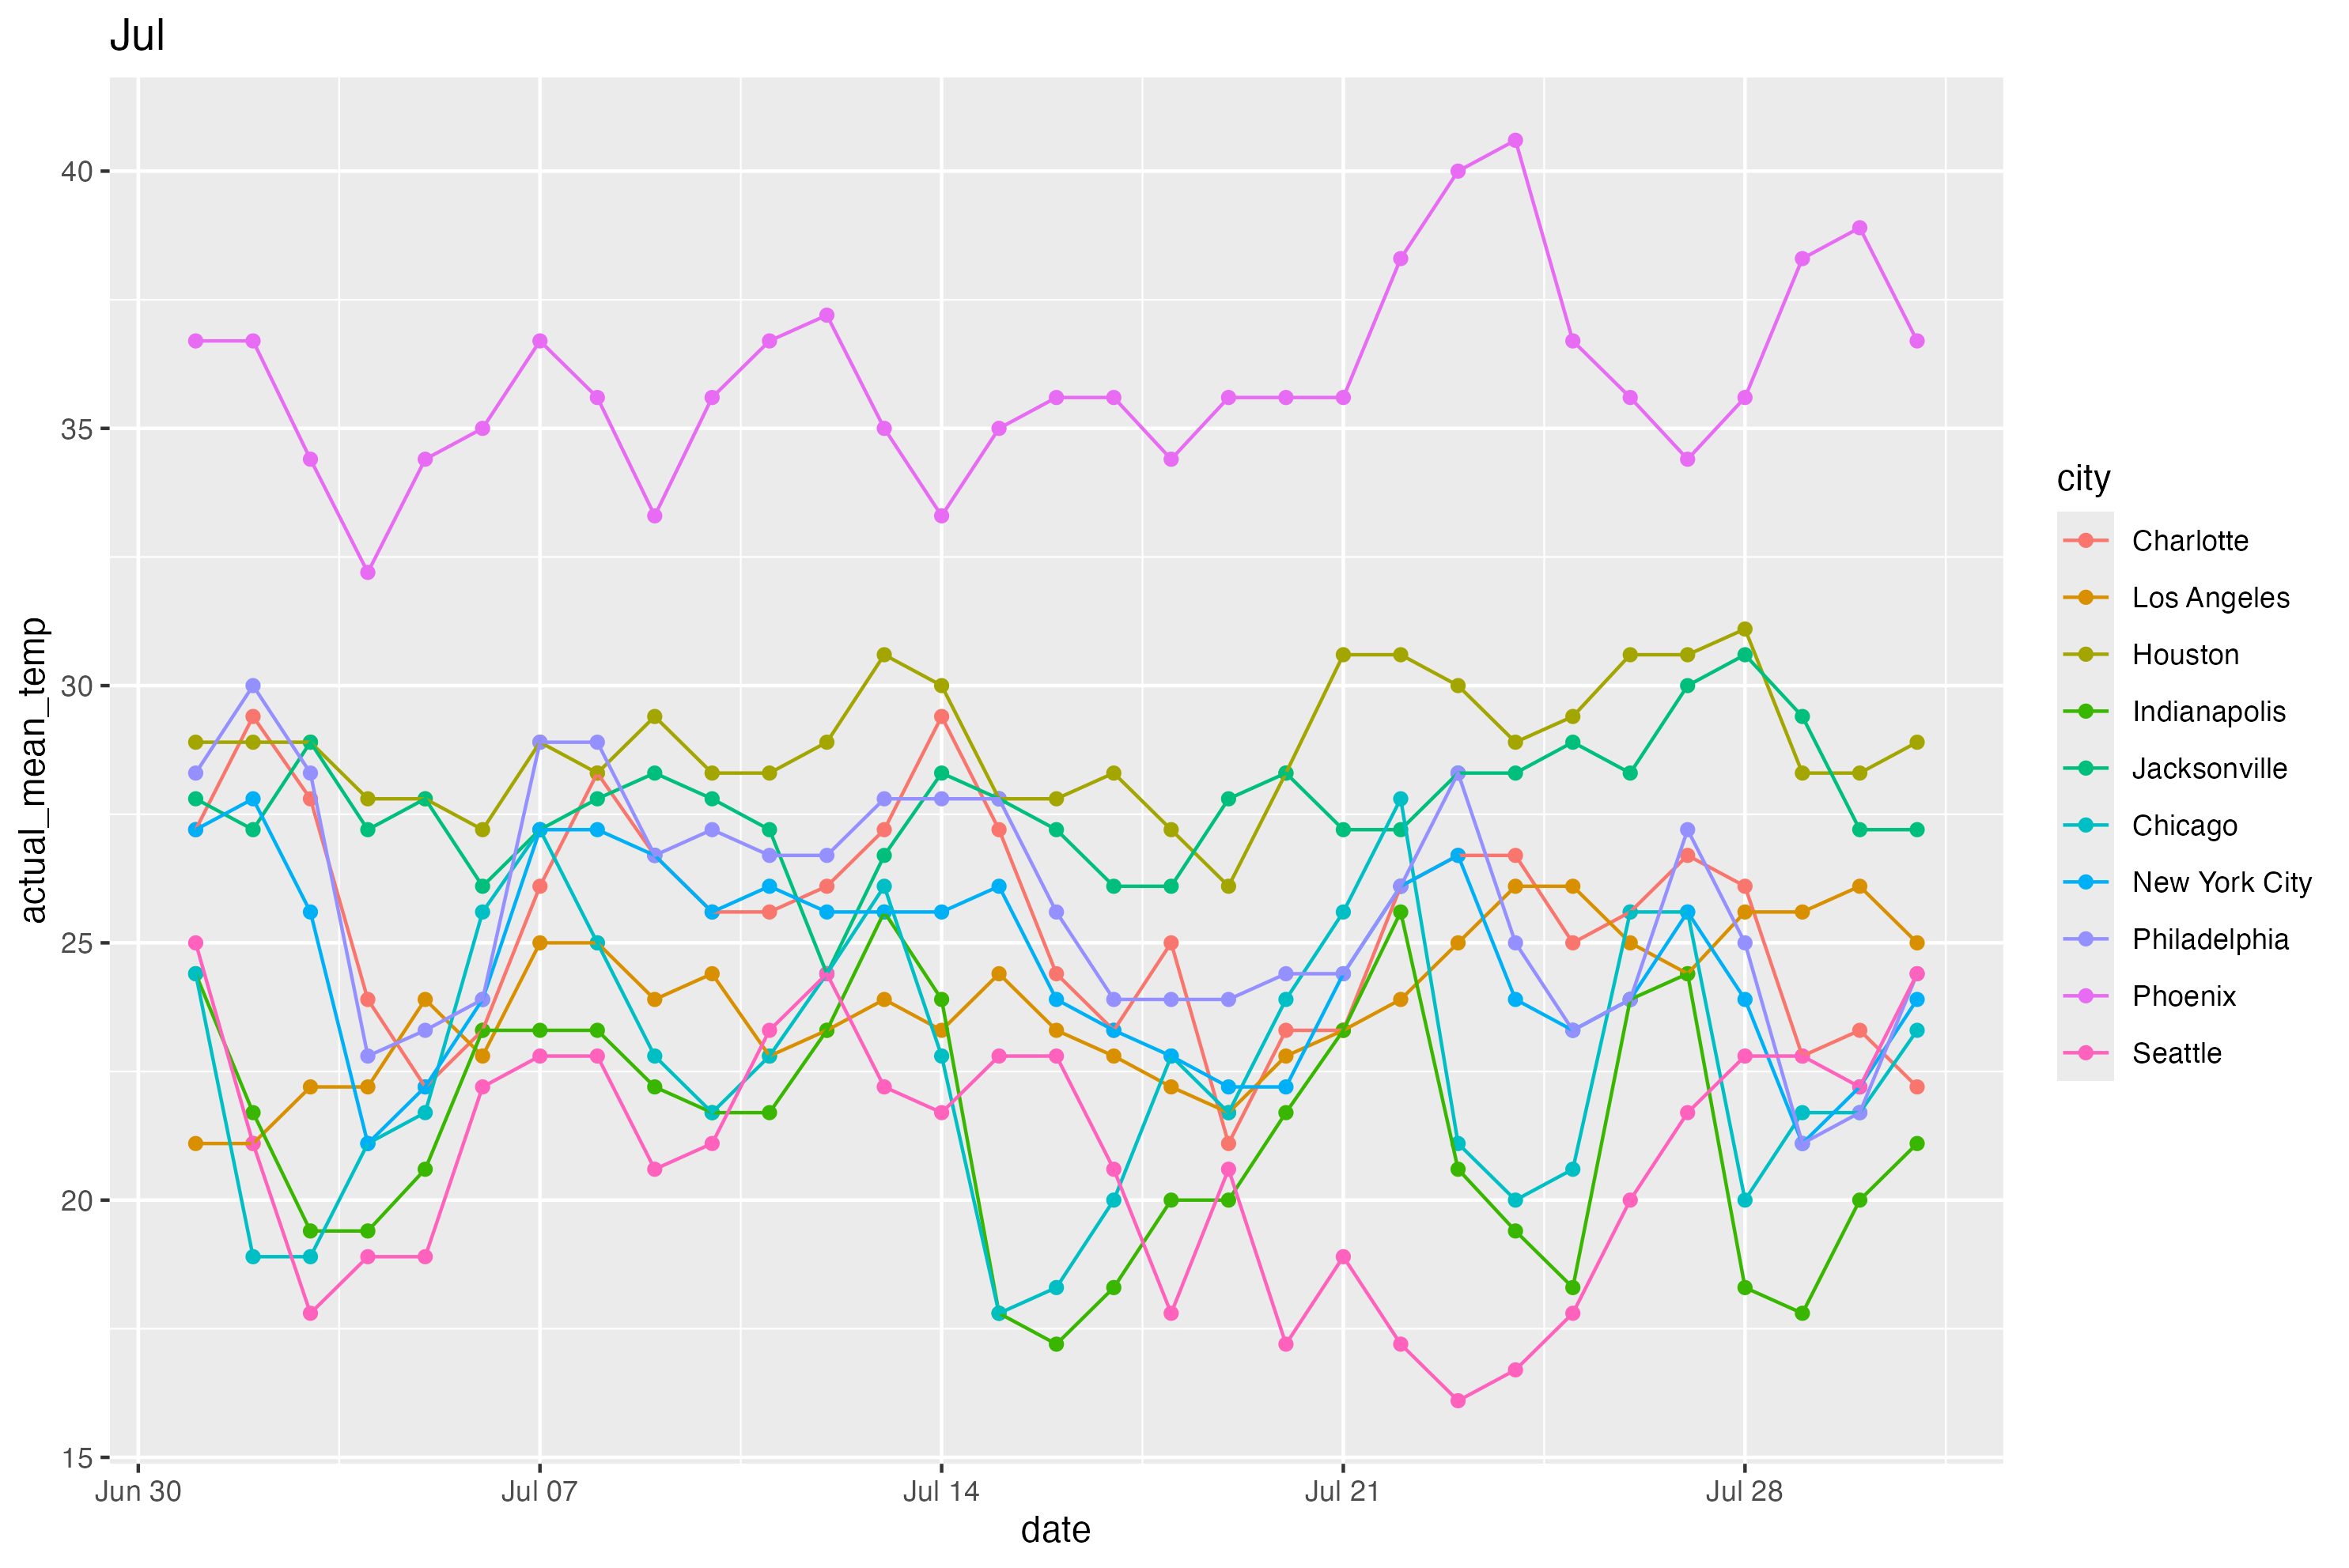 Jul
40
35
30
25
20
15
actual_mean_temp
Jun 30
Jul 07
Jul 14
Jul 21
Jul 28
date
city
Charlotte
Los Angeles
Houston
Indianapolis
Jacksonville
Chicago
New York City
Philadelphia
Phoenix
Seattle